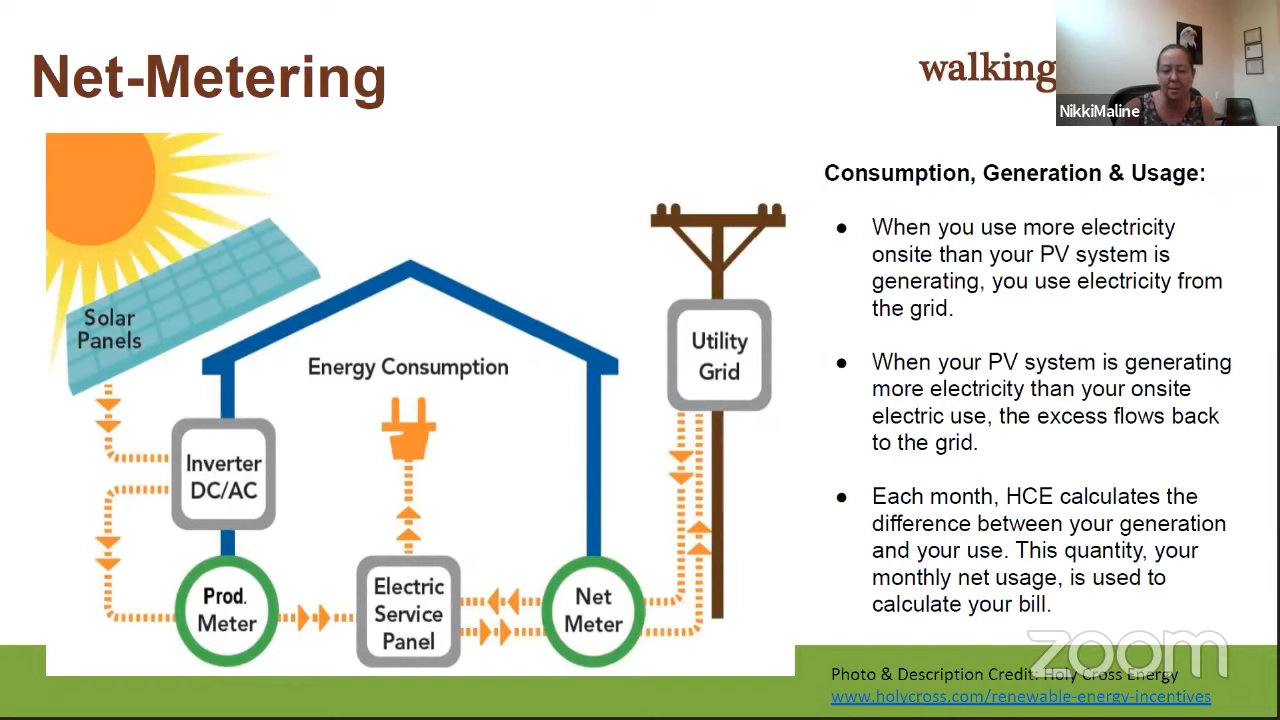 Net-Metering
walking
NikkiMaline
Solar
Panels
Energy Consumption
Utility
Grid
Inverter
DC/AC
Prod.
Meter
Electric
Service
Panel
Net
Meter
Consumption, Generation & Usage:
● When you use more electricity
onsite than your PV system is
generating, you use electricity from
the grid.
● When your PV system is generating
more electricity than your onsite
electric use, the excess flows back
to the grid.
● Each month, HCE calculates the
difference between your generation
and your use. This quantity, your
monthly net usage, is used to
calculate your bill.
zoom
Photo & Description Credit: Holy Cross Energy
www.holycross.com/renewable-energy-incentives